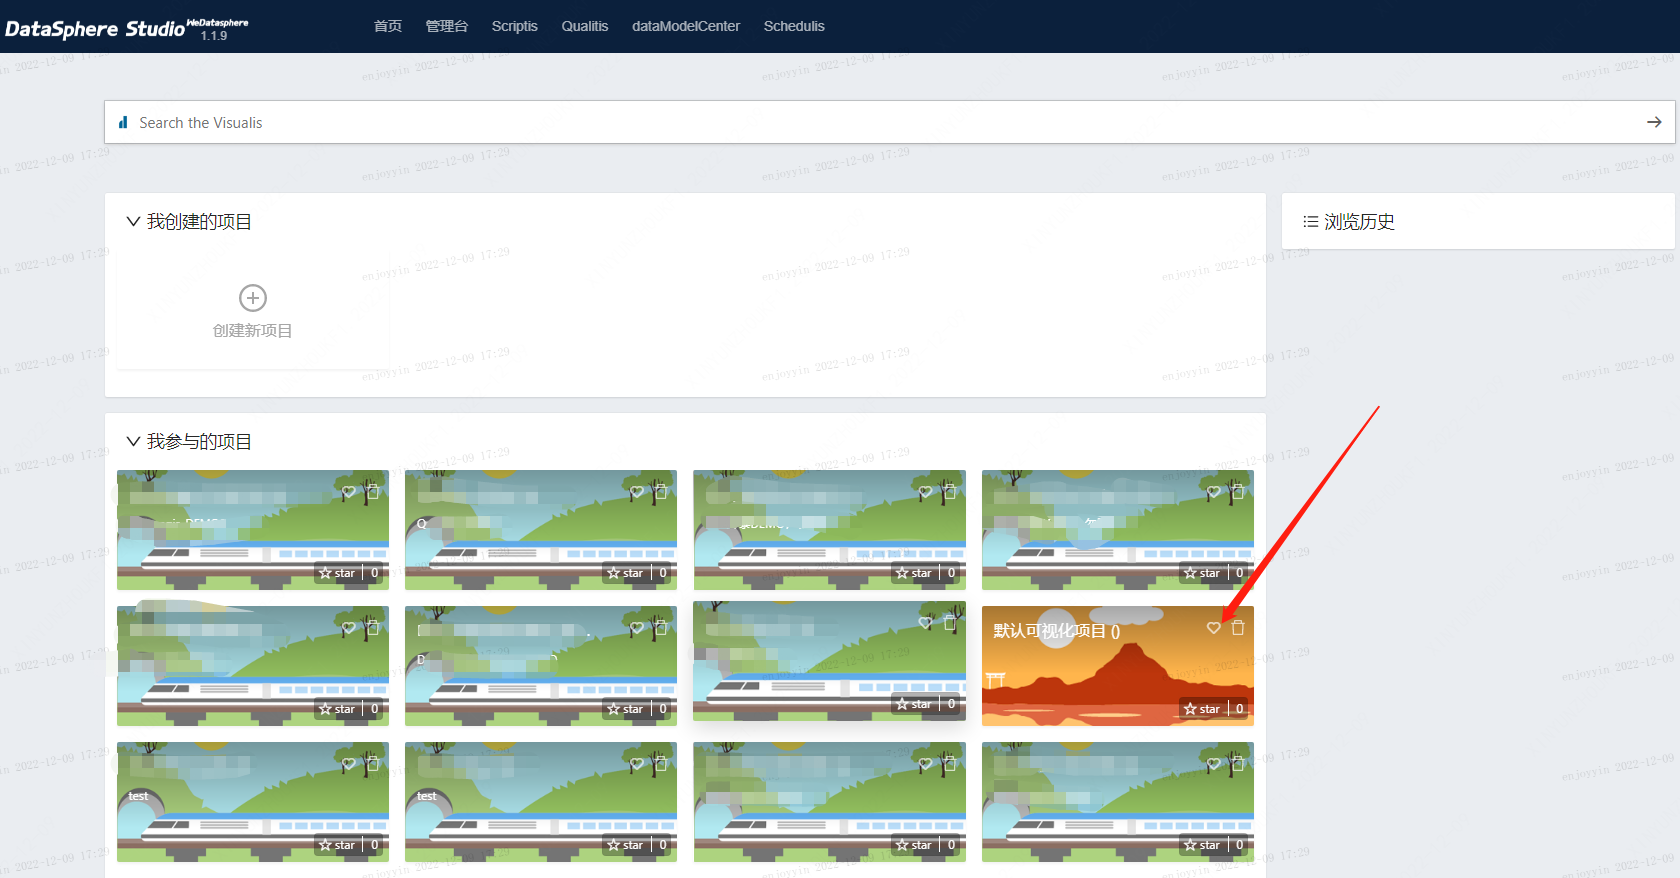 DataSphere Studio WeDatasphere 1.1.9
首页 管理台 Scriptis Qualitis dataModelCenter Schedulis
Search the Visualis
我创建的项目
浏览历史
创建新项目
我参与的项目
star 0
star 0
star 0
star 0
默认可视化项目 ()
star 0
star 0
star 0
star 0
test
test
star 0
star 0
star 0
star 0
enjoyyin 2022-12-09 17:29